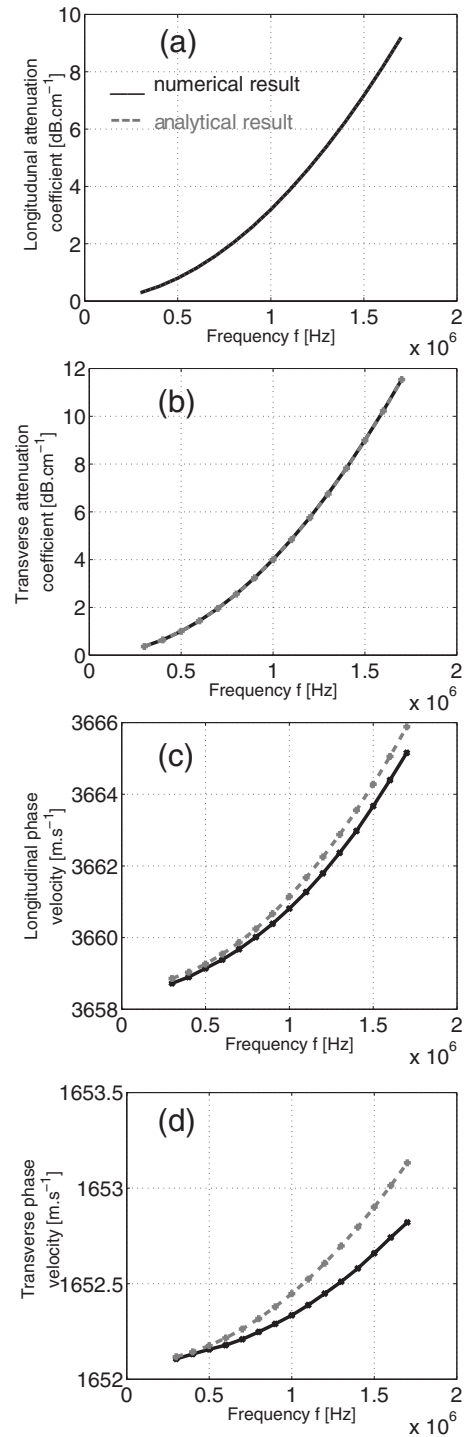 (a)
numerical result
analytical result
10
8
6
4
2
0
Longitudunal attenuation
coefficient [dB.cm⁻¹]
0
0.5
1
1.5
2
Frequency f [Hz]
x 10⁶
(b)
12
10
8
6
4
2
0
Transverse attenuation
coefficient [dB.cm⁻¹]
0
0.5
1
1.5
2
Frequency f [Hz]
x 10⁶
(c)
3666
3664
3662
3660
3658
Longitudinal phase
velocity [m.s⁻¹]
0
0.5
1
1.5
2
Frequency f [Hz]
x 10⁶
(d)
1653.5
1653
1652.5
1652
Transverse phase
velocity [m.s⁻¹]
0
0.5
1
1.5
2
Frequency f [Hz]
x 10⁶